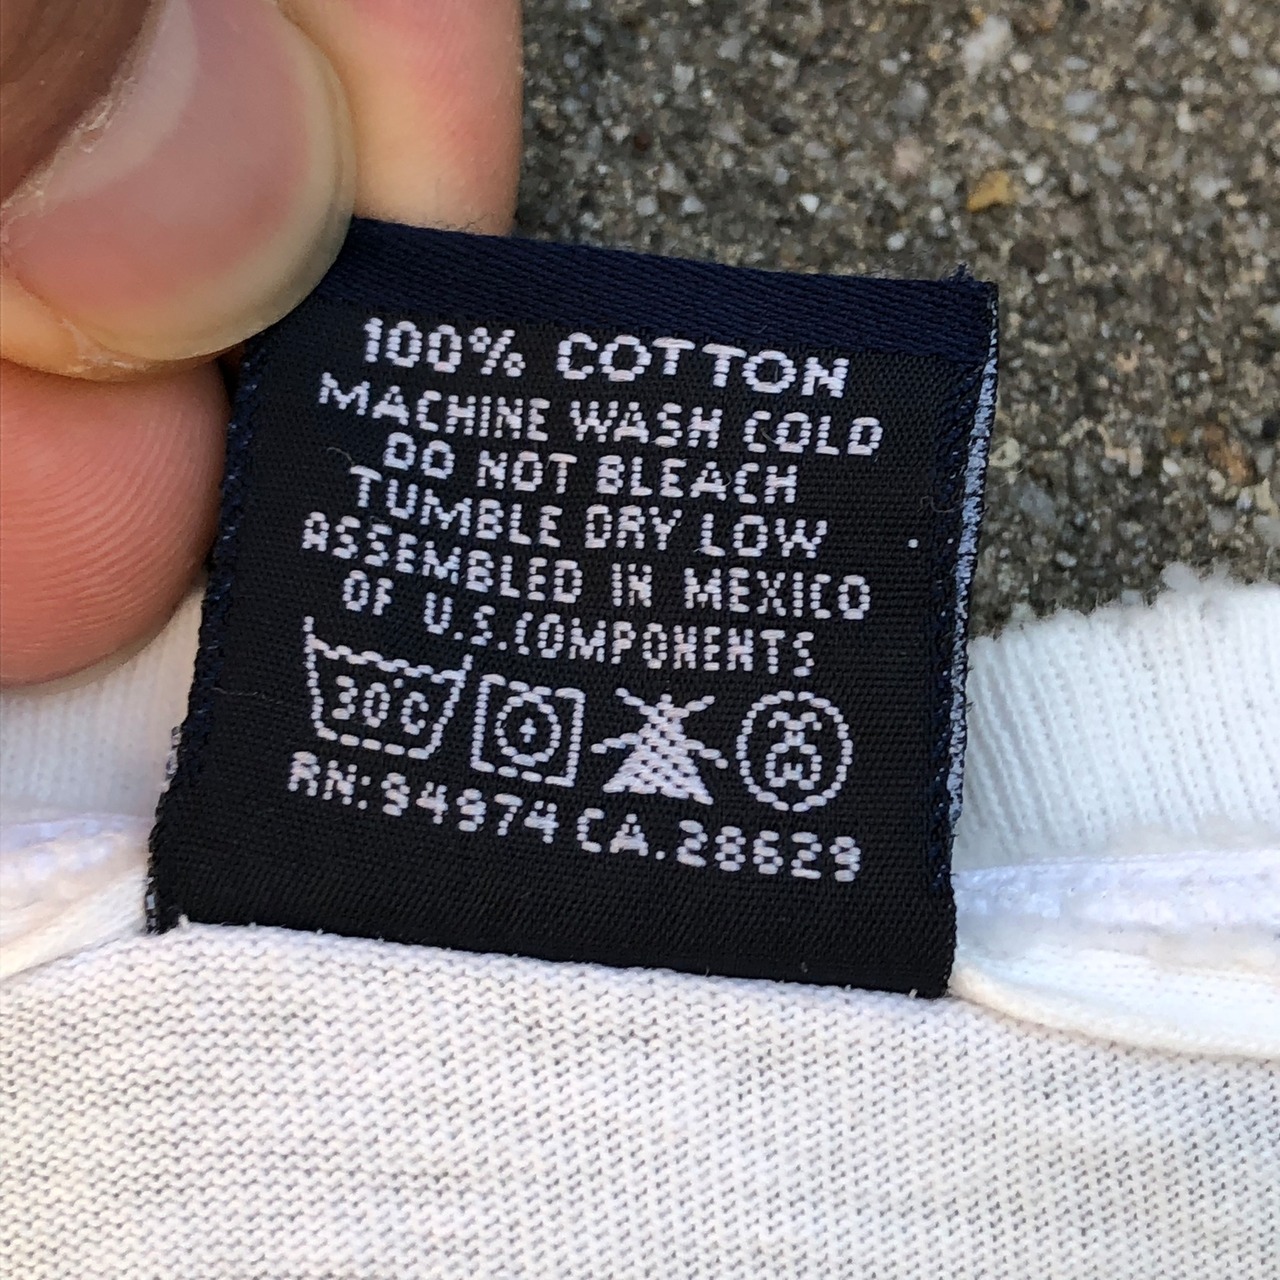 100% COTTON
MACHINE WASH COLD
DO NOT BLEACH
TUMBLE DRY LOW
ASSEMBLED IN MEXICO
OF U.S.COMPONENTS
30°C
RN:94974 CA.28629